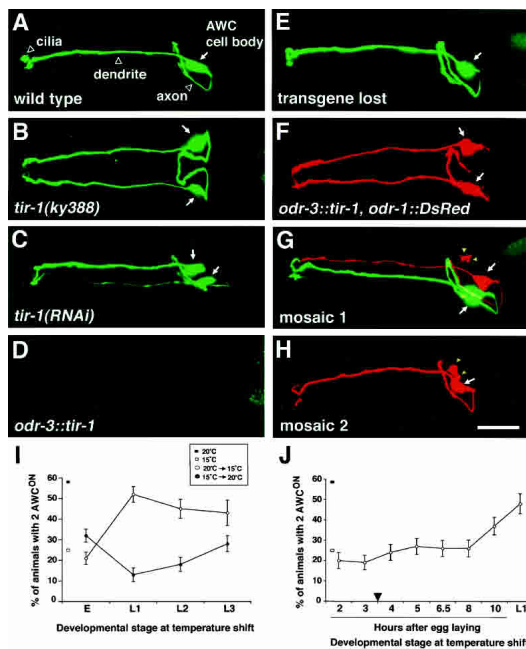 A
AWC
cell body
cilia
dendrite
axon
wild type
B
tir-1(ky388)
C
tir-1(RNAi)
D
odr-3::tir-1
E
transgene lost
F
odr-3::tir-1, odr-1::DsRed
G
mosaic 1
H
mosaic 2
I
20°C
15°C
20°C → 15°C
15°C → 20°C
% of animals with 2 AWC^ON
60
50
40
30
20
10
0
E
L1
L2
L3
Developmental stage at temperature shift
J
% of animals with 2 AWC^ON
60
50
40
30
20
10
0
2
3
4
5
6.5
8
10
L1
Hours after egg laying
Developmental stage at temperature shift